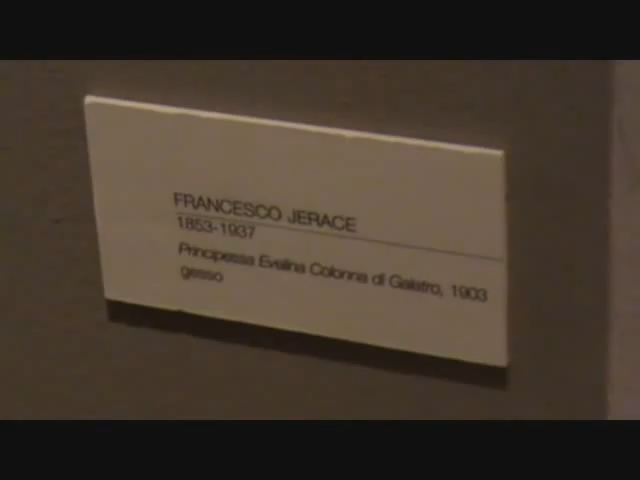 FRANCESCO JERACE
1853-1937
Principessa Evelina Colonna di Galatro, 1903
gesso